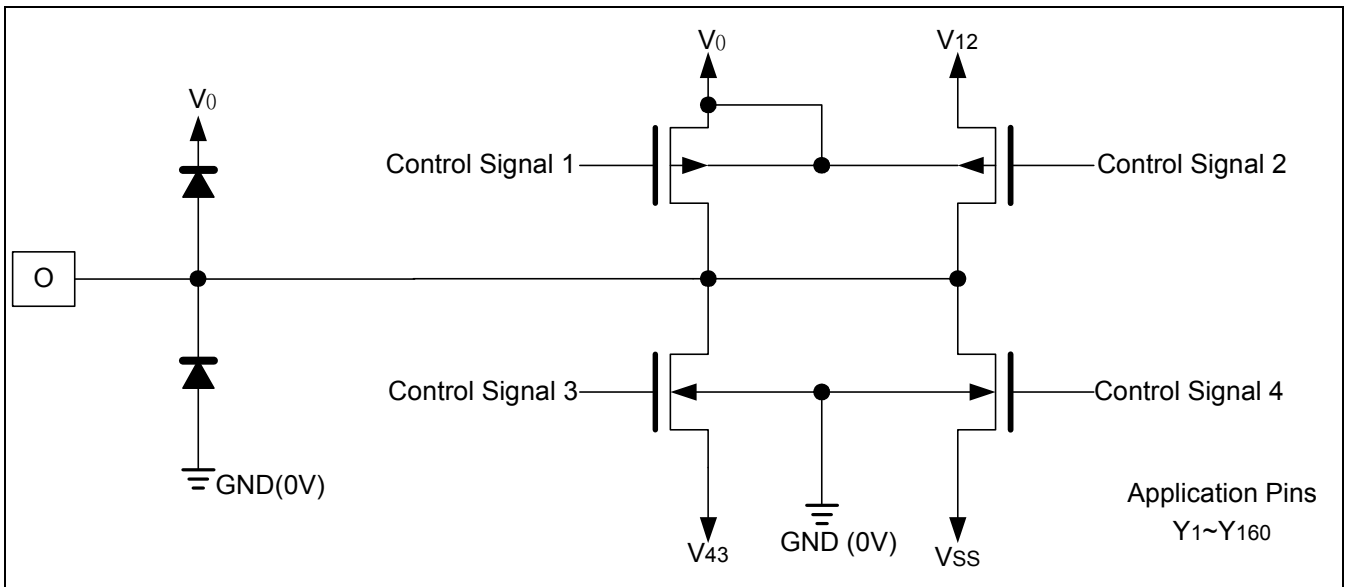 V0
V12
V0
Control Signal 1
Control Signal 2
O
Control Signal 3
Control Signal 4
GND(0V)
Application Pins
Y1~Y160
V43
GND (0V)
VSS